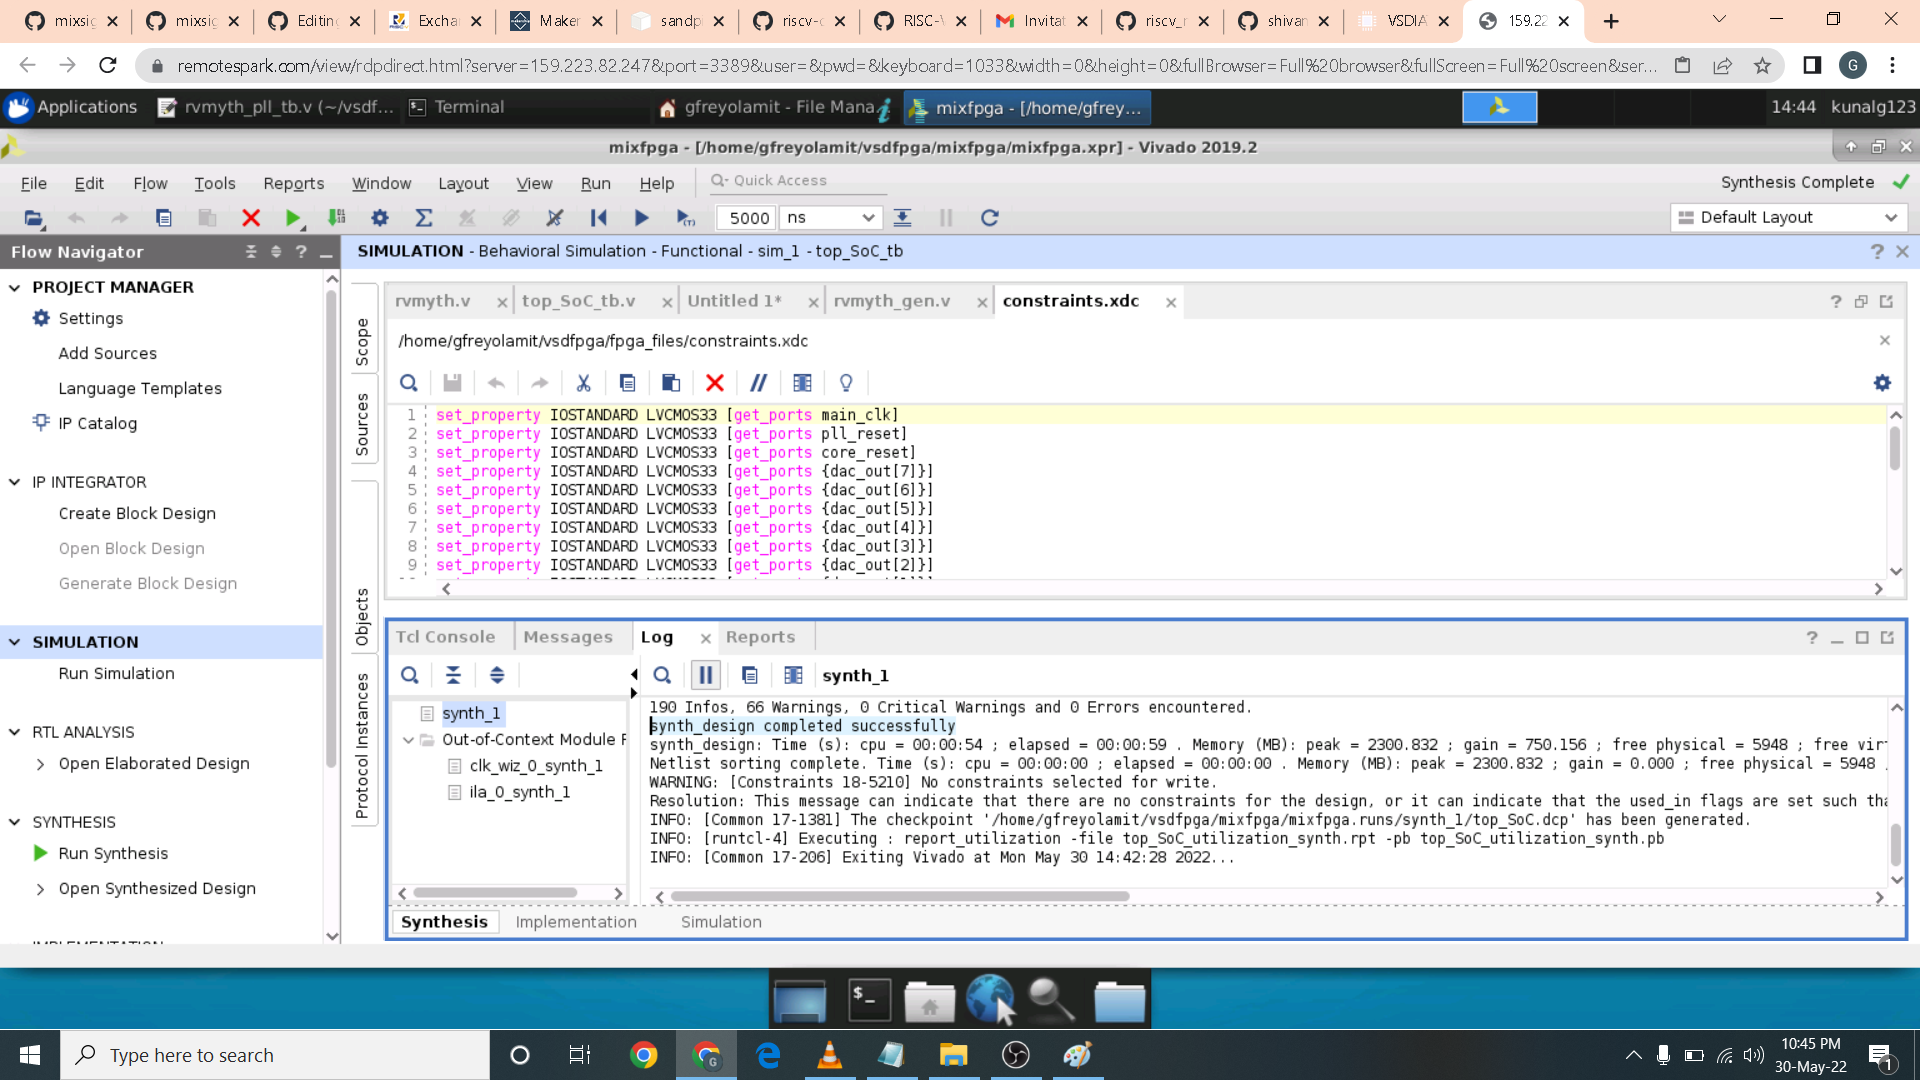 mixsig
mixsig
Editing
Exchar
Maker
sandp
riscv-c
RISC-V
Invitat
riscv_r
shivan
VSDIA
159.22
remotespark.com/view/rdpdirect.html?server=159.223.82.247&port=3389&user=&pwd=&keyboard=1033&width=0&height=0&fullBrowser=Full%20browser&fullScreen=Full%20screen&ser...
G
Applications
rvmyth_pll_tb.v (~/vsdf...
Terminal
gfreyolamit - File Mana
mixfpga - [/home/gfrey...
14:44
kunalg123
mixfpga - [/home/gfreyolamit/vsdfpga/mixfpga/mixfpga.xpr] - Vivado 2019.2
File Edit Flow Tools Reports Window Layout View Run Help
Quick Access
Synthesis Complete
5000 ns
Default Layout
Flow Navigator
SIMULATION - Behavioral Simulation - Functional - sim_1 - top_SoC_tb
PROJECT MANAGER
Settings
Add Sources
Language Templates
IP Catalog
IP INTEGRATOR
Create Block Design
Open Block Design
Generate Block Design
SIMULATION
Run Simulation
RTL ANALYSIS
Open Elaborated Design
SYNTHESIS
Run Synthesis
Open Synthesized Design
IMPLEMENTATION
Scope
Sources
Objects
Protocol Instances
rvmyth.v
top_SoC_tb.v
Untitled 1*
rvmyth_gen.v
constraints.xdc
/home/gfreyolamit/vsdfpga/fpga_files/constraints.xdc
1 set_property IOSTANDARD LVCMOS33 [get_ports main_clk]
2 set_property IOSTANDARD LVCMOS33 [get_ports pll_reset]
3 set_property IOSTANDARD LVCMOS33 [get_ports core_reset]
4 set_property IOSTANDARD LVCMOS33 [get_ports {dac_out[7]}]
5 set_property IOSTANDARD LVCMOS33 [get_ports {dac_out[6]}]
6 set_property IOSTANDARD LVCMOS33 [get_ports {dac_out[5]}]
7 set_property IOSTANDARD LVCMOS33 [get_ports {dac_out[4]}]
8 set_property IOSTANDARD LVCMOS33 [get_ports {dac_out[3]}]
9 set_property IOSTANDARD LVCMOS33 [get_ports {dac_out[2]}]
Tcl Console
Messages
Log
Reports
synth_1
synth_1
Out-of-Context Module F
clk_wiz_0_synth_1
ila_0_synth_1
190 Infos, 66 Warnings, 0 Critical Warnings and 0 Errors encountered.
synth_design completed successfully
synth_design: Time (s): cpu = 00:00:54 ; elapsed = 00:00:59 . Memory (MB): peak = 2300.832 ; gain = 750.156 ; free physical = 5948 ; free vir
Netlist sorting complete. Time (s): cpu = 00:00:00 ; elapsed = 00:00:00 . Memory (MB): peak = 2300.832 ; gain = 0.000 ; free physical = 5948
WARNING: [Constraints 18-5210] No constraints selected for write.
Resolution: This message can indicate that there are no constraints for the design, or it can indicate that the used_in flags are set such tha
INFO: [Common 17-1381] The checkpoint '/home/gfreyolamit/vsdfpga/mixfpga/mixfpga.runs/synth_1/top_SoC.dcp' has been generated.
INFO: [runtcl-4] Executing : report_utilization -file top_SoC_utilization_synth.rpt -pb top_SoC_utilization_synth.pb
INFO: [Common 17-206] Exiting Vivado at Mon May 30 14:42:28 2022...
Synthesis
Implementation
Simulation
Type here to search
10:45 PM
30-May-22
1